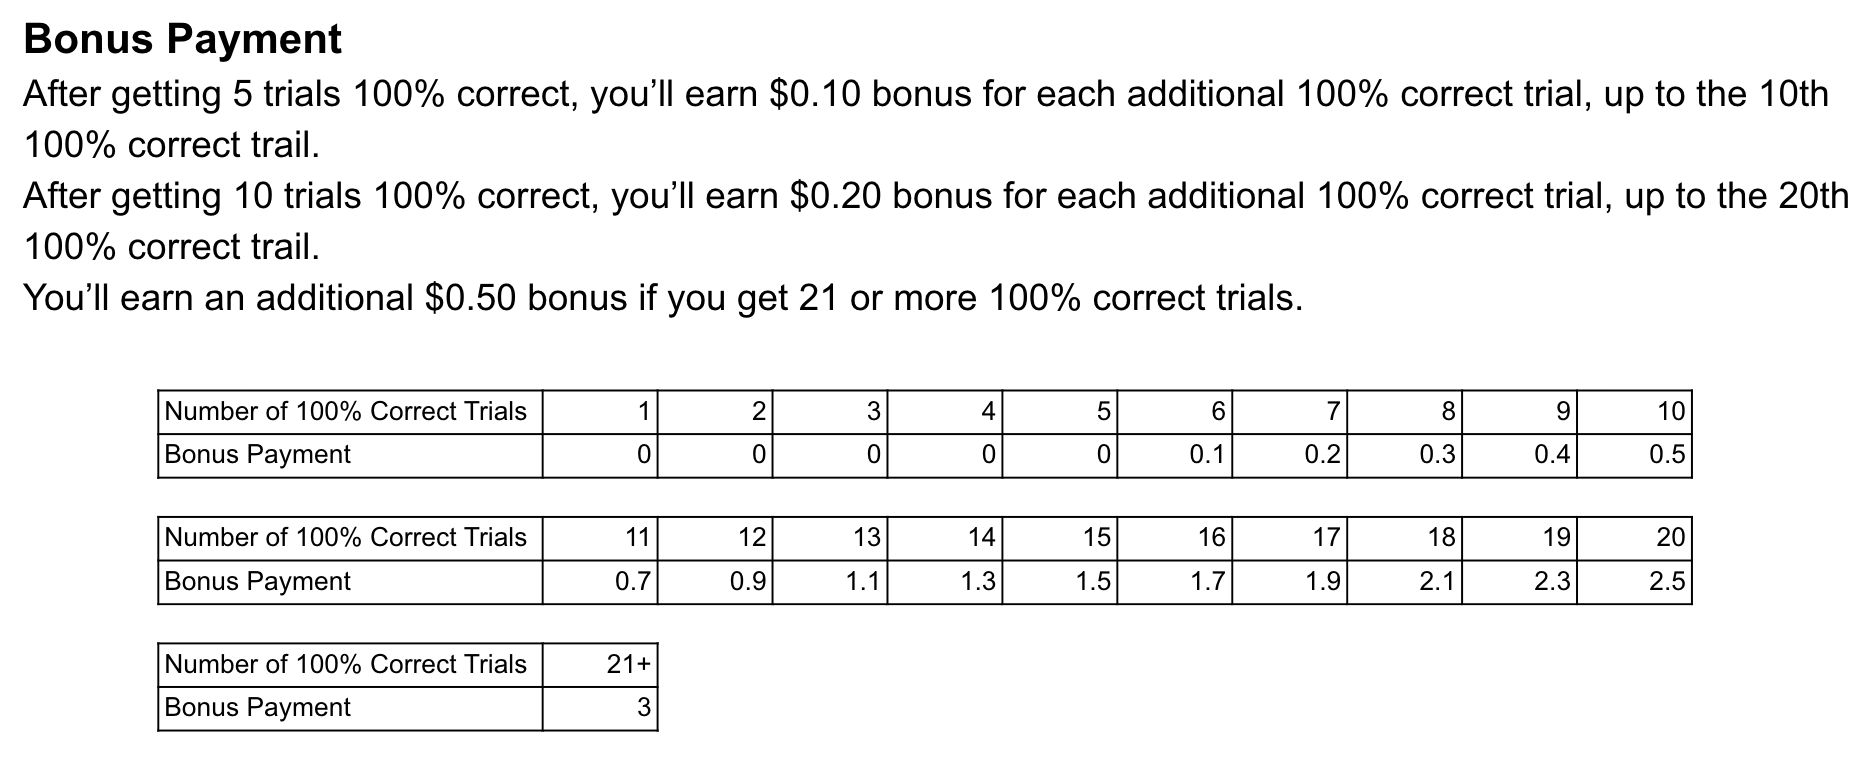 Bonus Payment
After getting 5 trials 100% correct, you’ll earn $0.10 bonus for each additional 100% correct trial, up to the 10th
100% correct trail.
After getting 10 trials 100% correct, you’ll earn $0.20 bonus for each additional 100% correct trial, up to the 20th
100% correct trail.
You’ll earn an additional $0.50 bonus if you get 21 or more 100% correct trials.
Number of 100% Correct Trials 1 2 3 4 5 6 7 8 9 10
Bonus Payment 0 0 0 0 0 0.1 0.2 0.3 0.4 0.5
Number of 100% Correct Trials 11 12 13 14 15 16 17 18 19 20
Bonus Payment 0.7 0.9 1.1 1.3 1.5 1.7 1.9 2.1 2.3 2.5
Number of 100% Correct Trials 21+
Bonus Payment 3